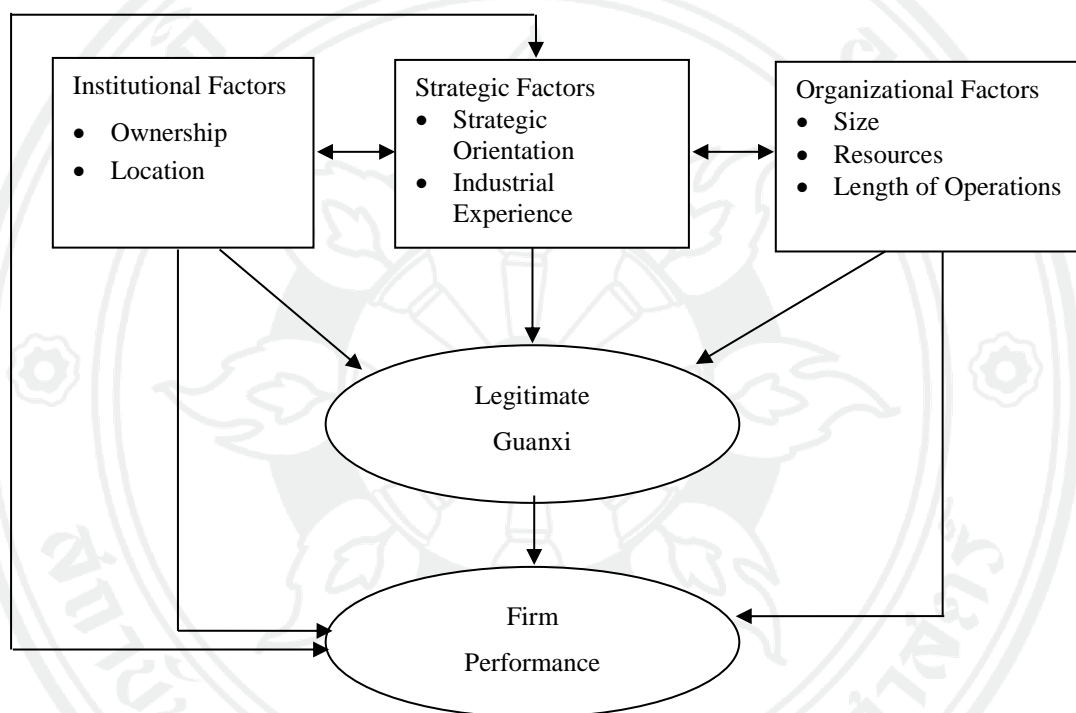 Institutional Factors
• Ownership
• Location
Strategic Factors
• Strategic
Orientation
• Industrial
Experience
Organizational Factors
• Size
• Resources
• Length of Operations
Legitimate
Guanxi
Firm
Performance